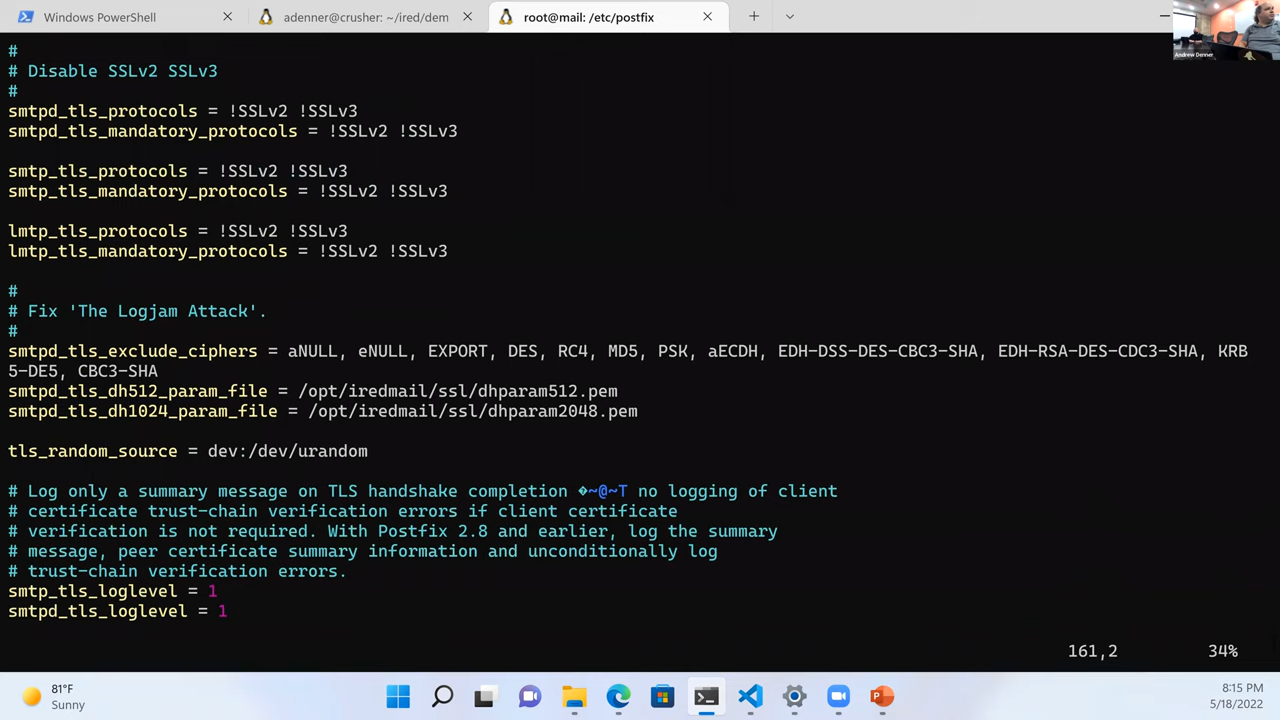 Windows PowerShell
adenner@crusher: ~/ired/dem
root@mail: /etc/postfix
Andrew Denner
#
# Disable SSLv2 SSLv3
#
smtpd_tls_protocols = !SSLv2 !SSLv3
smtpd_tls_mandatory_protocols = !SSLv2 !SSLv3
smtp_tls_protocols = !SSLv2 !SSLv3
smtp_tls_mandatory_protocols = !SSLv2 !SSLv3
lmtp_tls_protocols = !SSLv2 !SSLv3
lmtp_tls_mandatory_protocols = !SSLv2 !SSLv3
#
# Fix 'The Logjam Attack'.
#
smtpd_tls_exclude_ciphers = aNULL, eNULL, EXPORT, DES, RC4, MD5, PSK, aECDH, EDH-DSS-DES-CBC3-SHA, EDH-RSA-DES-CDC3-SHA, KRB
5-DE5, CBC3-SHA
smtpd_tls_dh512_param_file = /opt/iredmail/ssl/dhparam512.pem
smtpd_tls_dh1024_param_file = /opt/iredmail/ssl/dhparam2048.pem
tls_random_source = dev:/dev/urandom
# Log only a summary message on TLS handshake completion �~@~T no logging of client
# certificate trust-chain verification errors if client certificate
# verification is not required. With Postfix 2.8 and earlier, log the summary
# message, peer certificate summary information and unconditionally log
# trust-chain verification errors.
smtp_tls_loglevel = 1
smtpd_tls_loglevel = 1
161,2 34%
81°F
Sunny
8:15 PM
5/18/2022